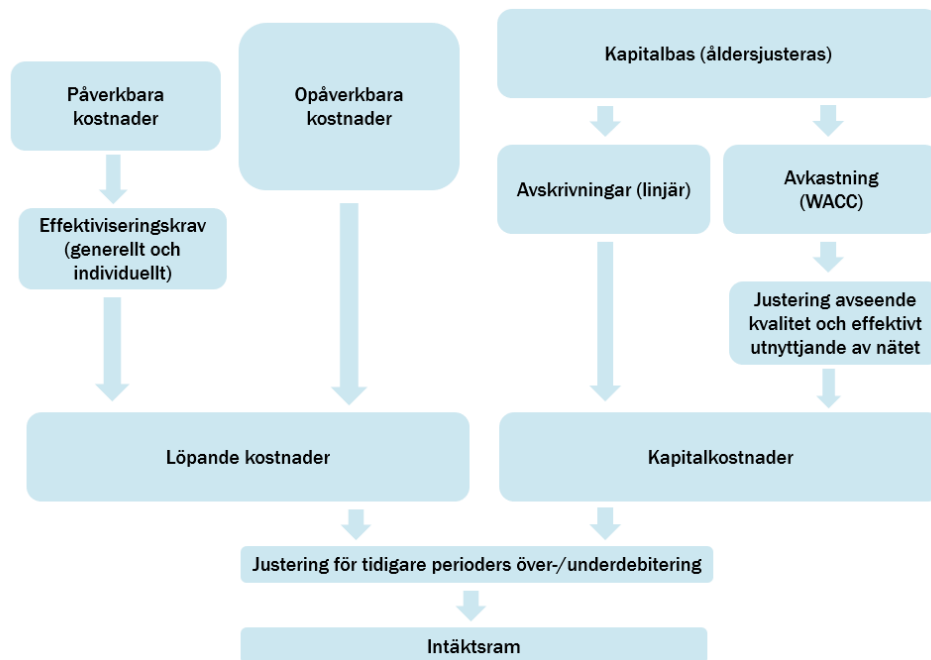 Påverkbara
kostnader
Opåverkbara
kostnader
Kapitalbas (åldersjusteras)
Effektiviseringskrav
(generellt och
individuellt)
Avskrivningar (linjär)
Avkastning
(WACC)
Justering avseende
kvalitet och effektivt
utnyttjande av nätet
Löpande kostnader
Kapitalkostnader
Justering för tidigare perioders över-/underdebitering
Intäktsram